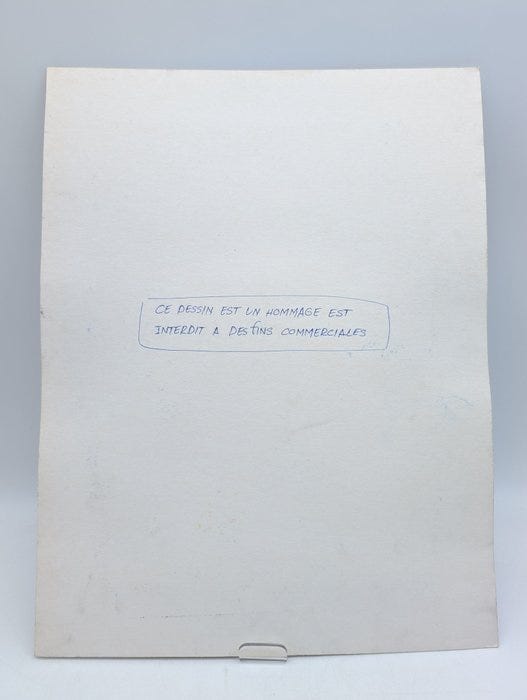 CE DESSIN EST UN HOMMAGE EST
INTERDIT A DES fINS COMMERCIALES